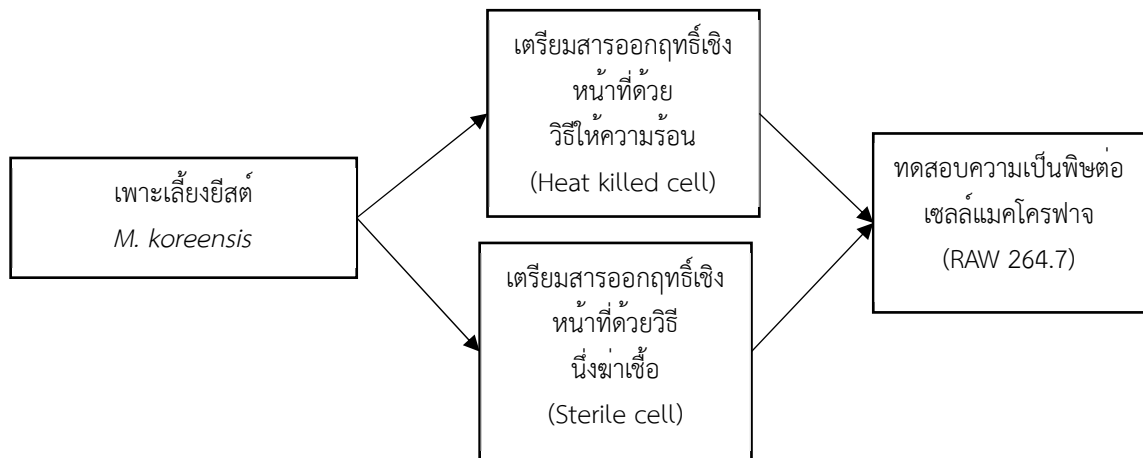 เพาะเลี้ยงยีสต์
M. koreensis
เตรียมสารออกฤทธิ์เชิง
หน้าที่ด้วย
วิธีให้ความร้อน
(Heat killed cell)
เตรียมสารออกฤทธิ์เชิง
หน้าที่ด้วยวิธี
นึ่งฆ่าเชื้อ
(Sterile cell)
ทดสอบความเป็นพิษต่อ
เซลล์แมคโครฟาจ
(RAW 264.7)